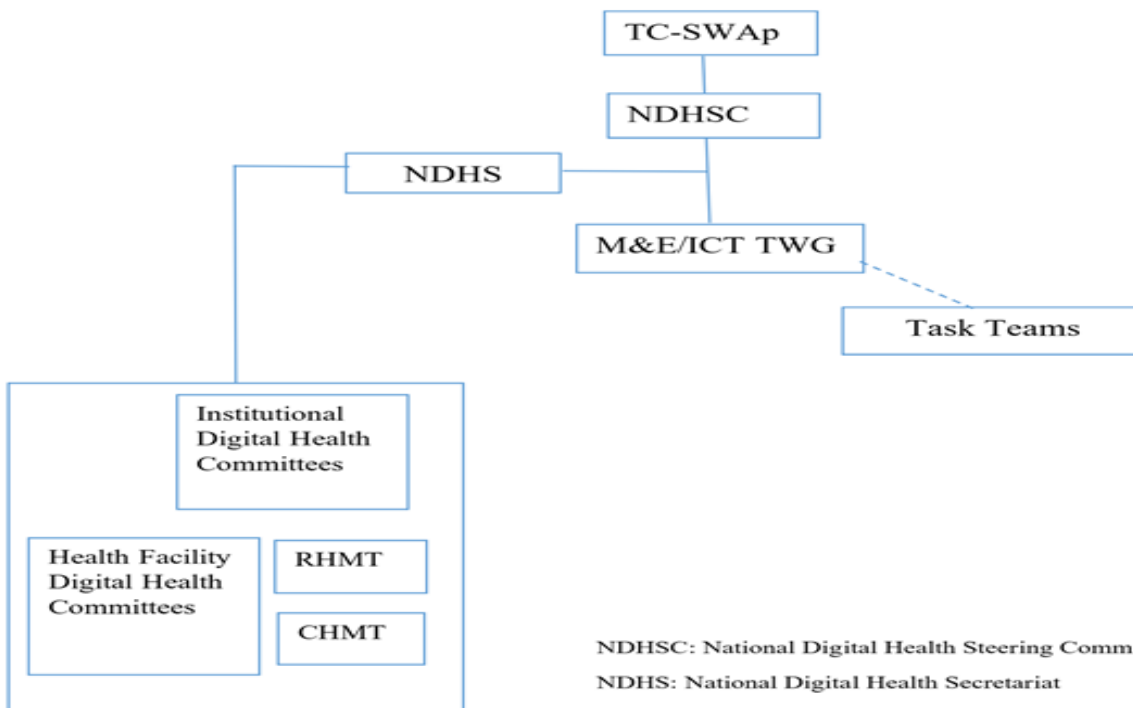 TC-SWAp
NDHSC
NDHS
M&E/ICT TWG
Task Teams
Institutional
Digital Health
Committees
Health Facility
Digital Health
Committees
RHMT
CHMT
NDHSC: National Digital Health Steering Comm
NDHS: National Digital Health Secretariat